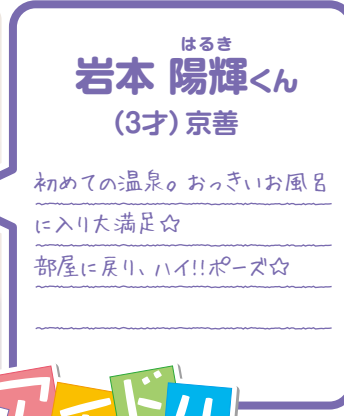 はるき
岩本 陽輝くん
(3才)京善
初めての温泉。おっきいお風呂
に入り大満足☆
部屋に戻り、ハイ!!ポーズ☆